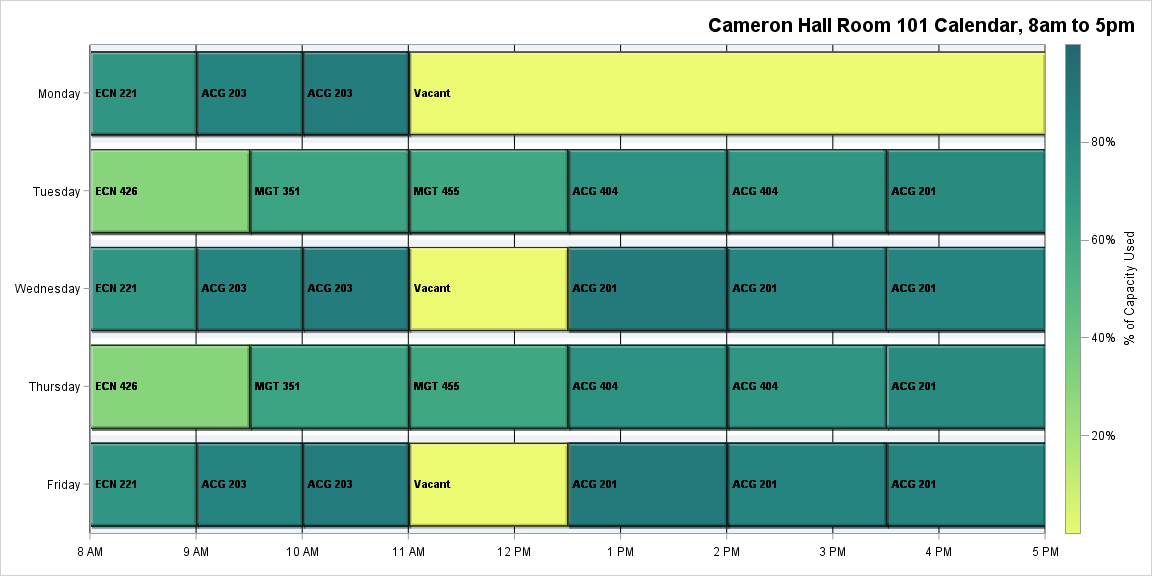 Cameron Hall Room 101 Calendar, 8am to 5pm
Monday
ECN 221
ACG 203
ACG 203
Vacant
Tuesday
ECN 426
MGT 351
MGT 455
ACG 404
ACG 404
ACG 201
Wednesday
ECN 221
ACG 203
ACG 203
Vacant
ACG 201
ACG 201
ACG 201
Thursday
ECN 426
MGT 351
MGT 455
ACG 404
ACG 404
ACG 201
Friday
ECN 221
ACG 203
ACG 203
Vacant
ACG 201
ACG 201
ACG 201
8 AM
9 AM
10 AM
11 AM
12 PM
1 PM
2 PM
3 PM
4 PM
5 PM
80%
60%
40%
20%
% of Capacity Used